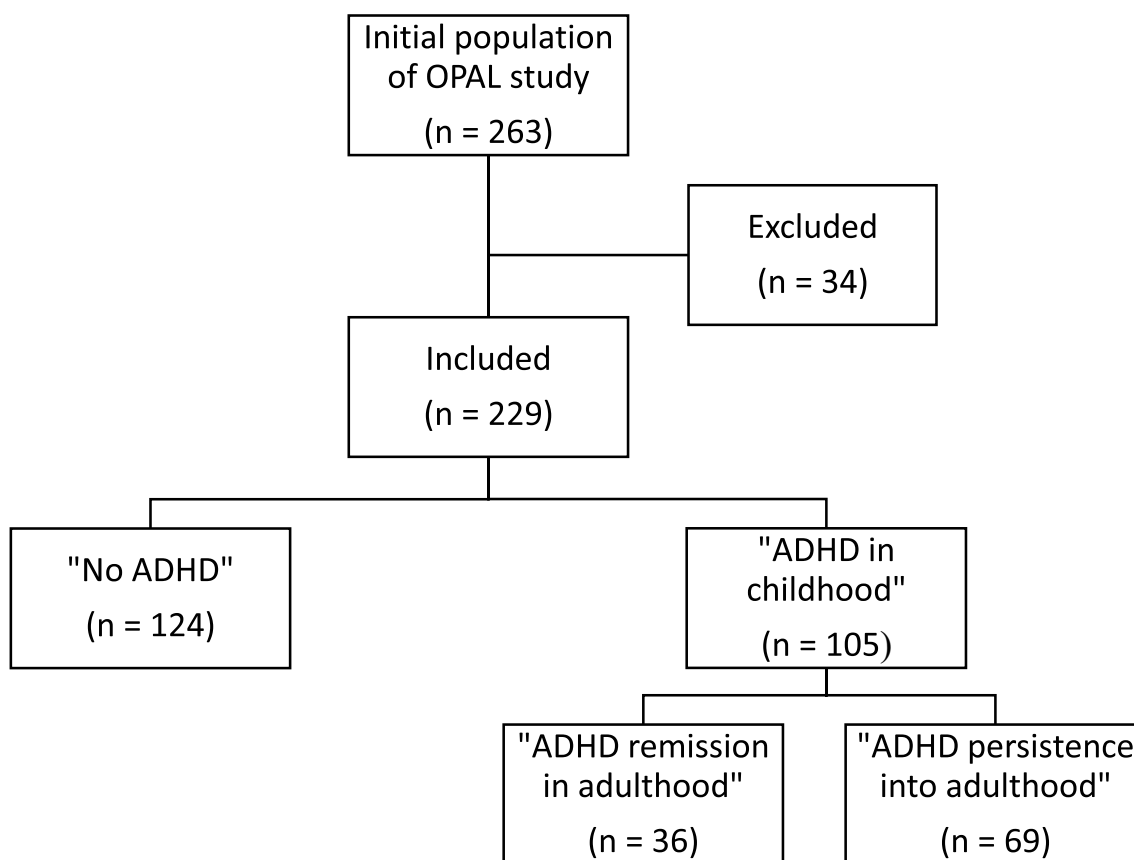 Initial population
of OPAL study
(n = 263)
Excluded
(n = 34)
Included
(n = 229)
"No ADHD"
(n = 124)
"ADHD in
childhood"
(n = 105)
"ADHD remission
in adulthood"
(n = 36)
"ADHD persistence
into adulthood"
(n = 69)